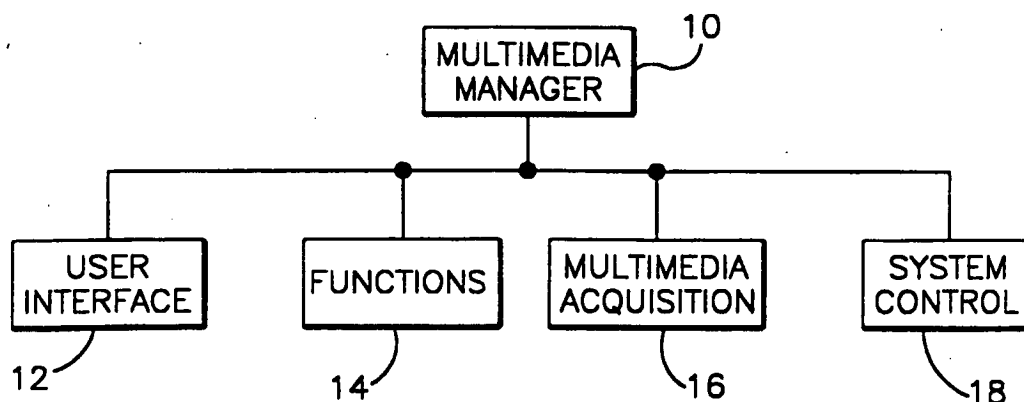 10
MULTIMEDIA
MANAGER
USER
INTERFACE
FUNCTIONS
MULTIMEDIA
ACQUISITION
SYSTEM
CONTROL
12
14
16
18